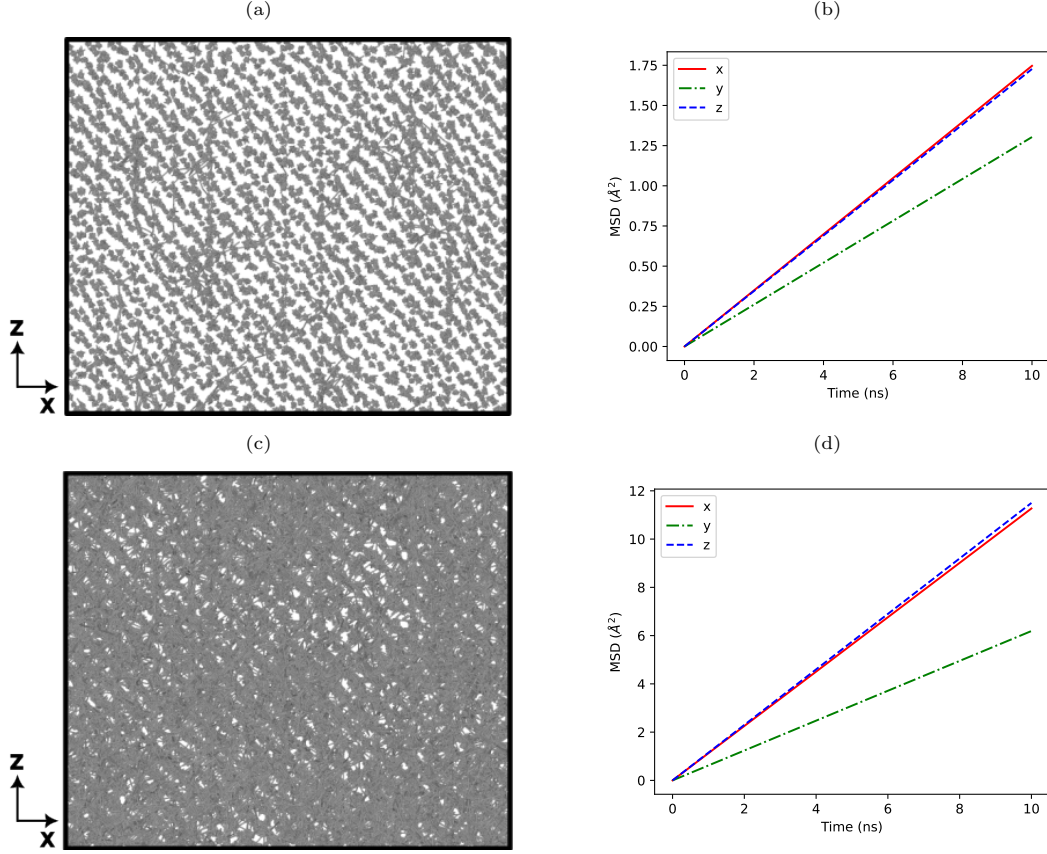 (a)
z
x
(b)
MSD (Å²)
1.75
1.50
1.25
1.00
0.75
0.50
0.25
0.00
x
y
z
0 2 4 6 8 10
Time (ns)
(c)
z
x
(d)
MSD (Å²)
12
10
8
6
4
2
0
x
y
z
0 2 4 6 8 10
Time (ns)